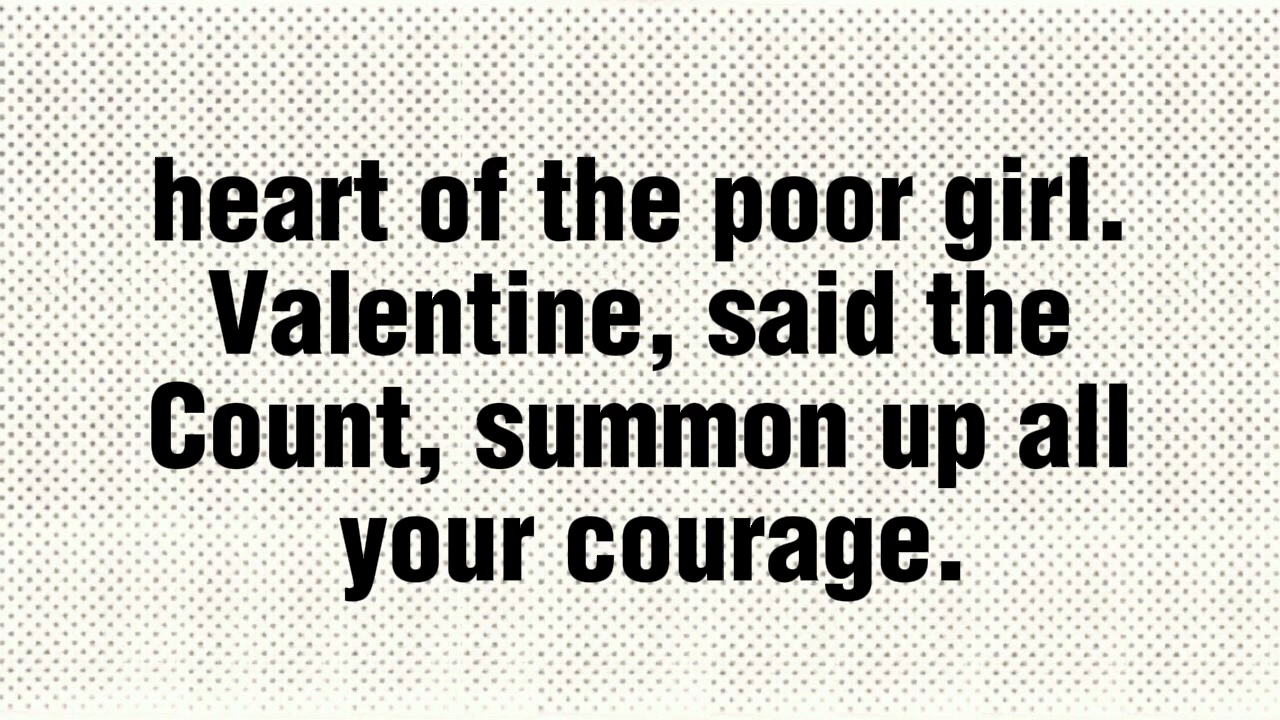 heart of the poor girl.
Valentine, said the
Count, summon up all
your courage.